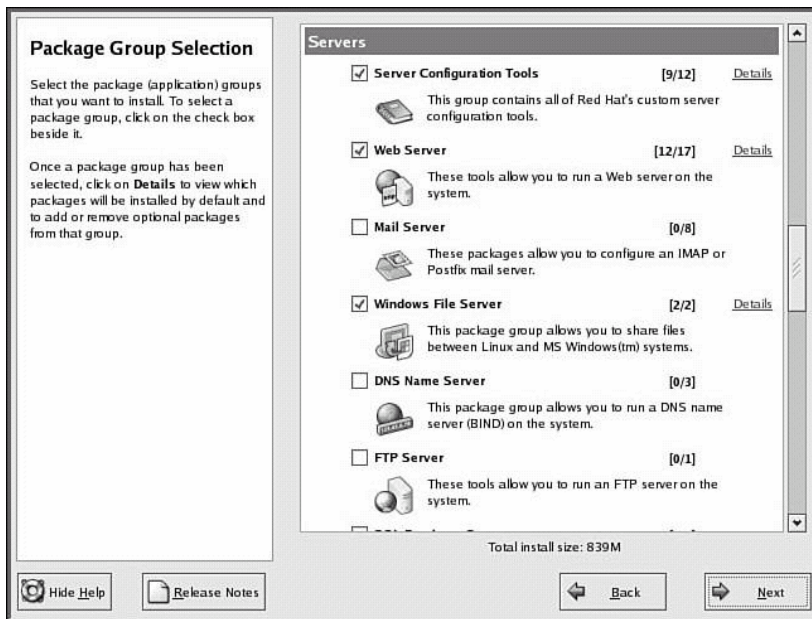 Package Group Selection
Select the package (application) groups
that you want to install. To select a
package group, click on the check box
beside it.
Once a package group has been
selected, click on Details to view which
packages will be installed by default and
to add or remove optional packages
from that group.
Servers
Server Configuration Tools [9/12] Details
This group contains all of Red Hat's custom server
configuration tools.
Web Server [12/17] Details
These tools allow you to run a Web server on the
system.
Mail Server [0/8]
These packages allow you to configure an IMAP or
Postfix mail server.
Windows File Server [2/2] Details
This package group allows you to share files
between Linux and MS Windows(tm) systems.
DNS Name Server [0/3]
This package group allows you to run a DNS name
server (BIND) on the system.
FTP Server [0/1]
These tools allow you to run an FTP server on the
system.
Total install size: 839M
Hide Help
Release Notes
Back
Next